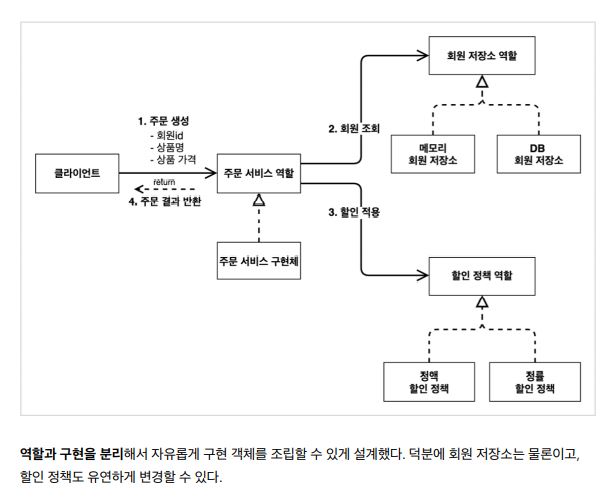 회원 저장소 역할
1. 주문 생성
- 회원id
- 상품명
- 상품 가격
2. 회원 조회
메모리
회원 저장소
DB
회원 저장소
클라이언트
주문 서비스 역할
return
4. 주문 결과 반환
3. 할인 적용
주문 서비스 구현체
할인 정책 역할
정액
할인 정책
정률
할인 정책
역할과 구현을 분리해서 자유롭게 구현 객체를 조립할 수 있게 설계했다. 덕분에 회원 저장소는 물론이고,
할인 정책도 유연하게 변경할 수 있다.